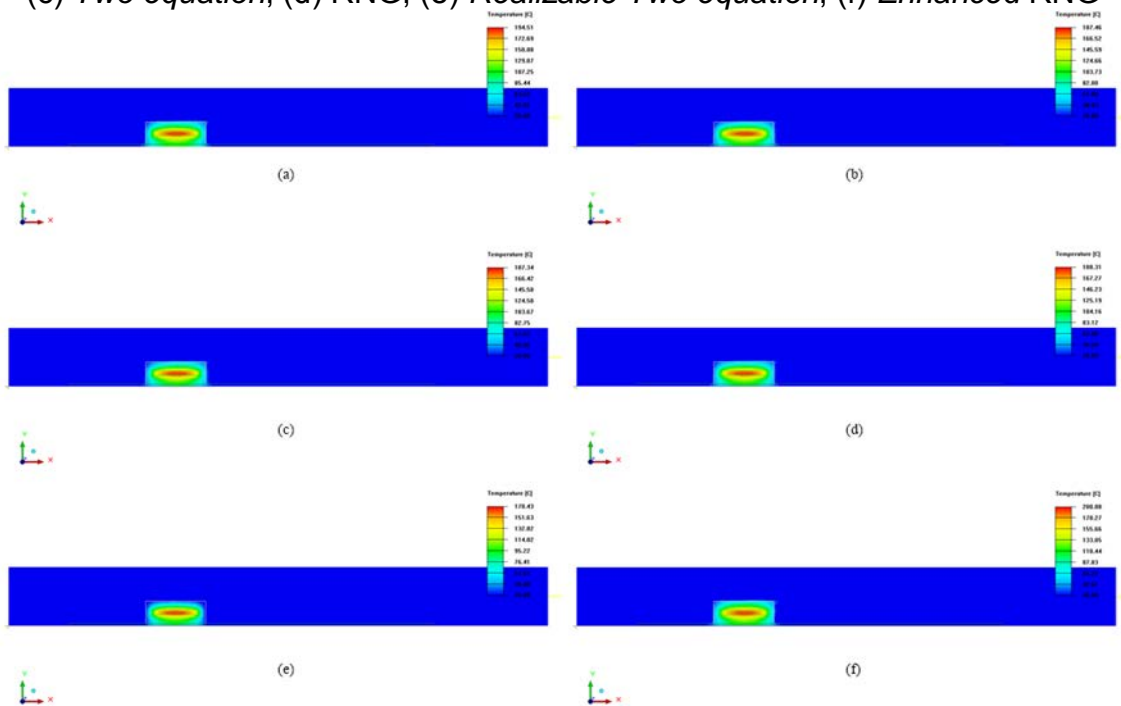 (c) Two equation, (d) RNG, (e) Realizable Two equation, (f) Enhanced RNG
Temperature [C]
194.51
172.69
150.88
129.07
107.25
85.44
(a)
Y
X
187.46
166.52
145.59
124.66
103.73
82.80
(b)
Y
X
Temperature [C]
187.34
166.42
145.50
124.58
103.67
82.75
(c)
Y
X
Temperature [C]
188.31
167.27
146.23
125.19
104.16
83.12
(d)
Y
X
Temperature [C]
170.43
151.63
132.82
114.02
95.22
76.41
(e)
Y
X
Temperature [C]
200.88
178.27
155.66
133.05
110.44
87.83
(f)
Y
X